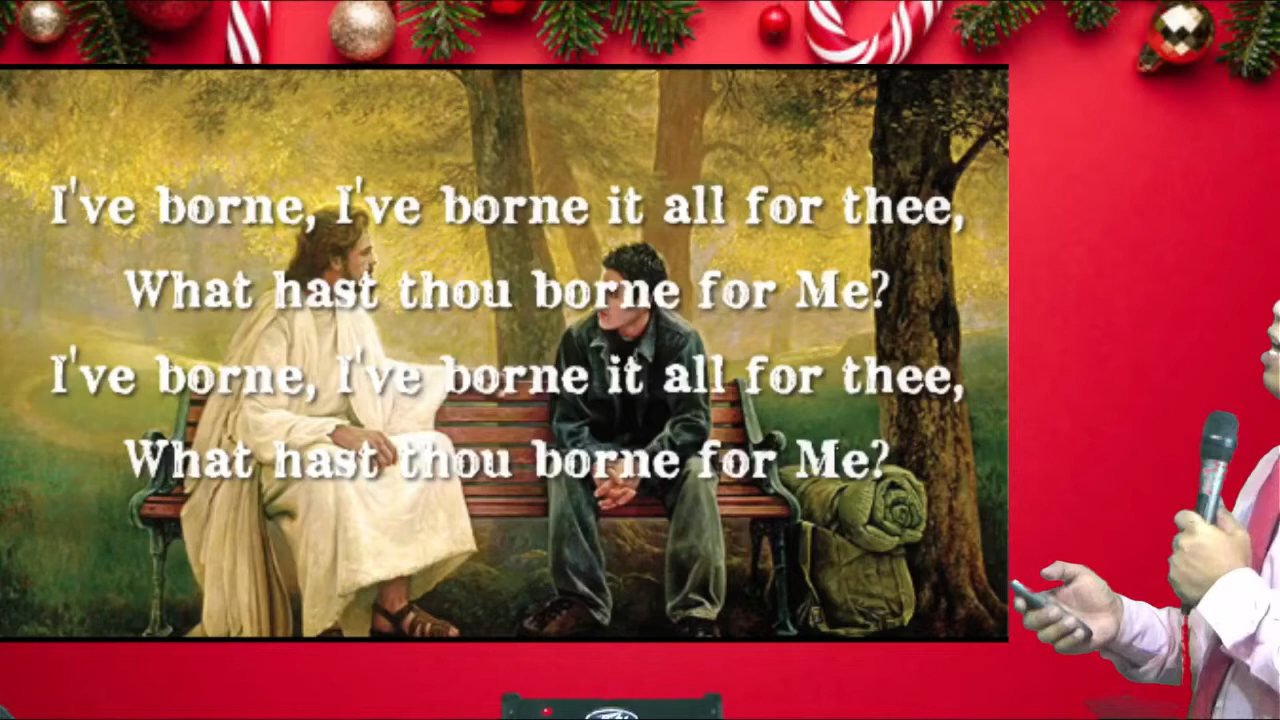 I've borne, I've borne it all for thee,
What hast thou borne for Me?
I've borne, I've borne it all for thee,
What hast thou borne for Me?